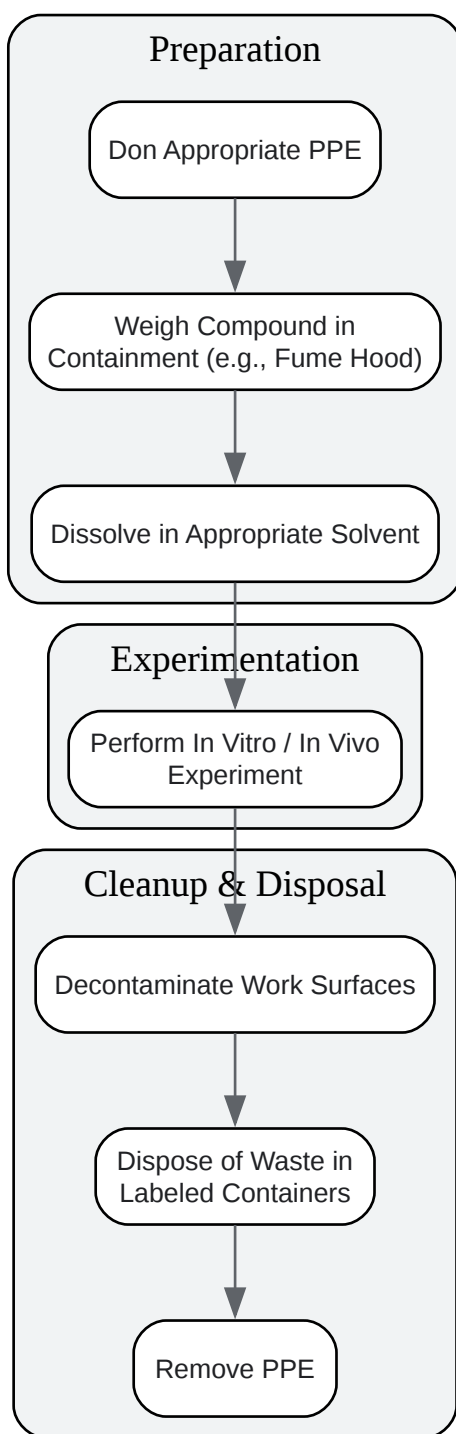 Preparation
Don Appropriate PPE
Weigh Compound in
Containment (e.g., Fume Hood)
Dissolve in Appropriate Solvent
Experimentation
Perform In Vitro / In Vivo
Experiment
Cleanup & Disposal
Decontaminate Work Surfaces
Dispose of Waste in
Labeled Containers
Remove PPE